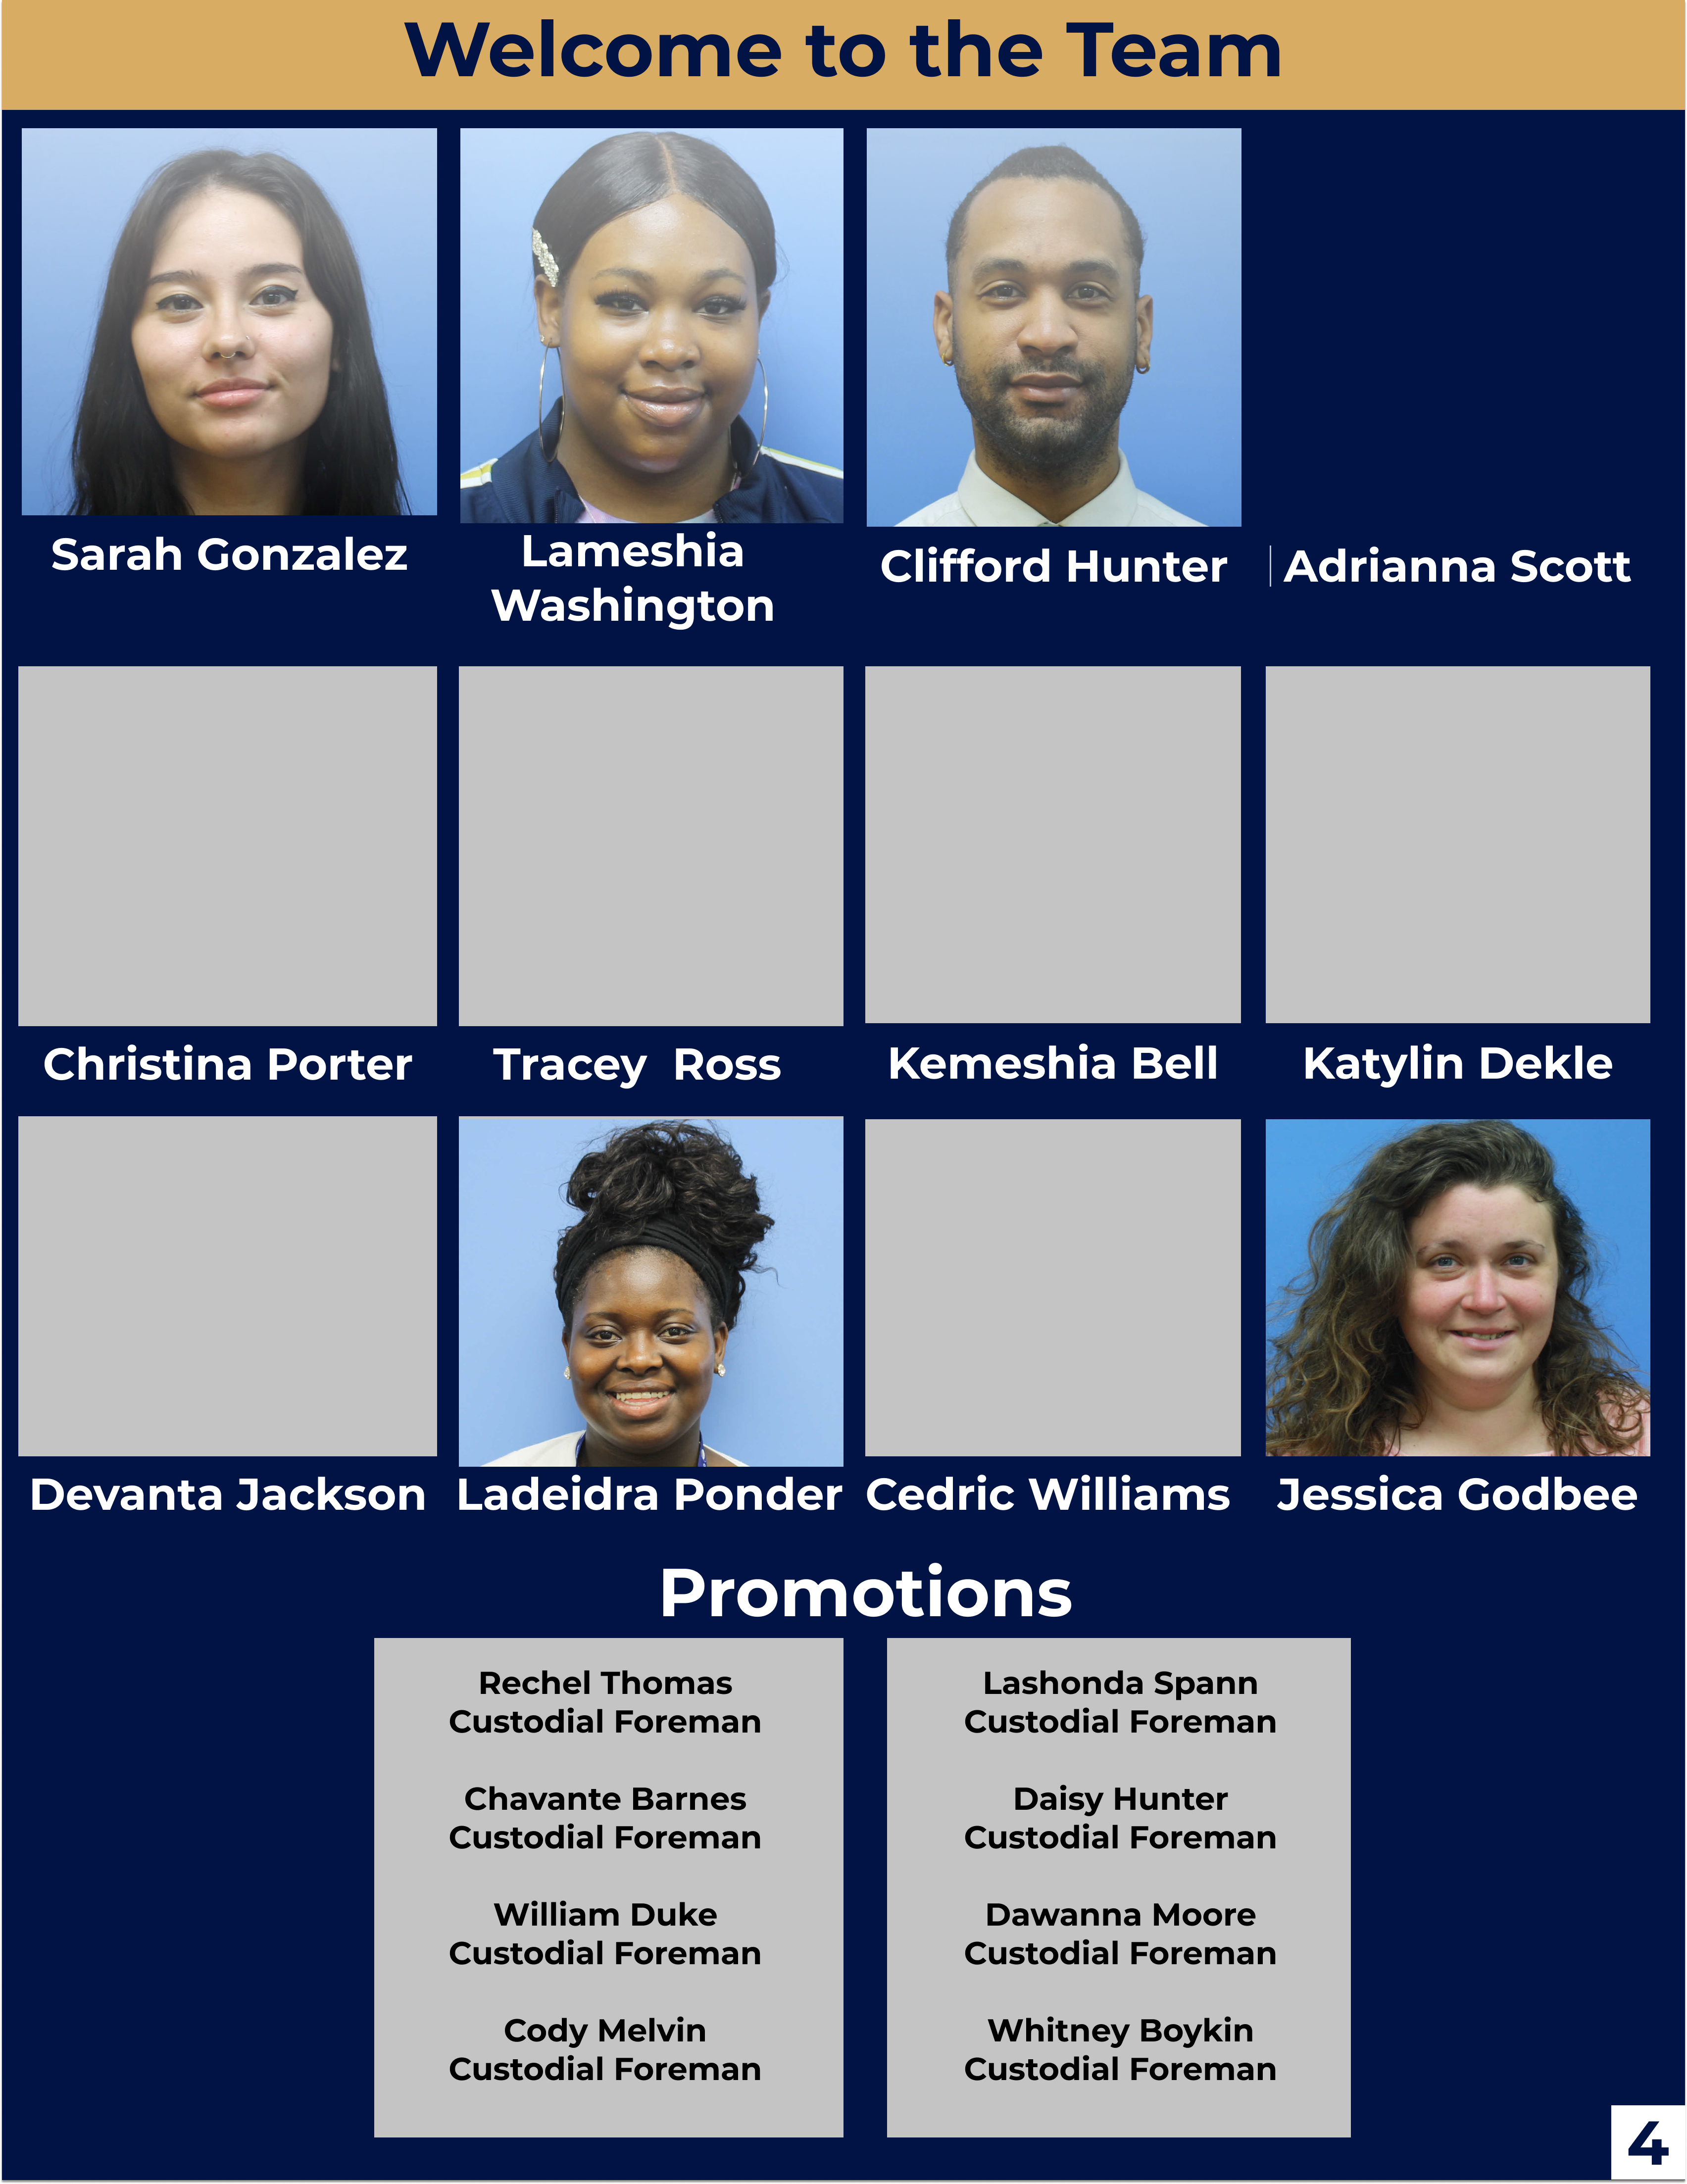 Welcome to the Team
Sarah Gonzalez
Lameshia
Washington
Clifford Hunter
Adrianna Scott
Christina Porter
Tracey  Ross
Kemeshia Bell
Katylin Dekle
Devanta Jackson
Ladeidra Ponder
Cedric Williams
Jessica Godbee
Promotions
Rechel Thomas
Custodial Foreman
Chavante Barnes
Custodial Foreman
William Duke
Custodial Foreman
Cody Melvin
Custodial Foreman
Lashonda Spann
Custodial Foreman
Daisy Hunter
Custodial Foreman
Dawanna Moore
Custodial Foreman
Whitney Boykin
Custodial Foreman
4